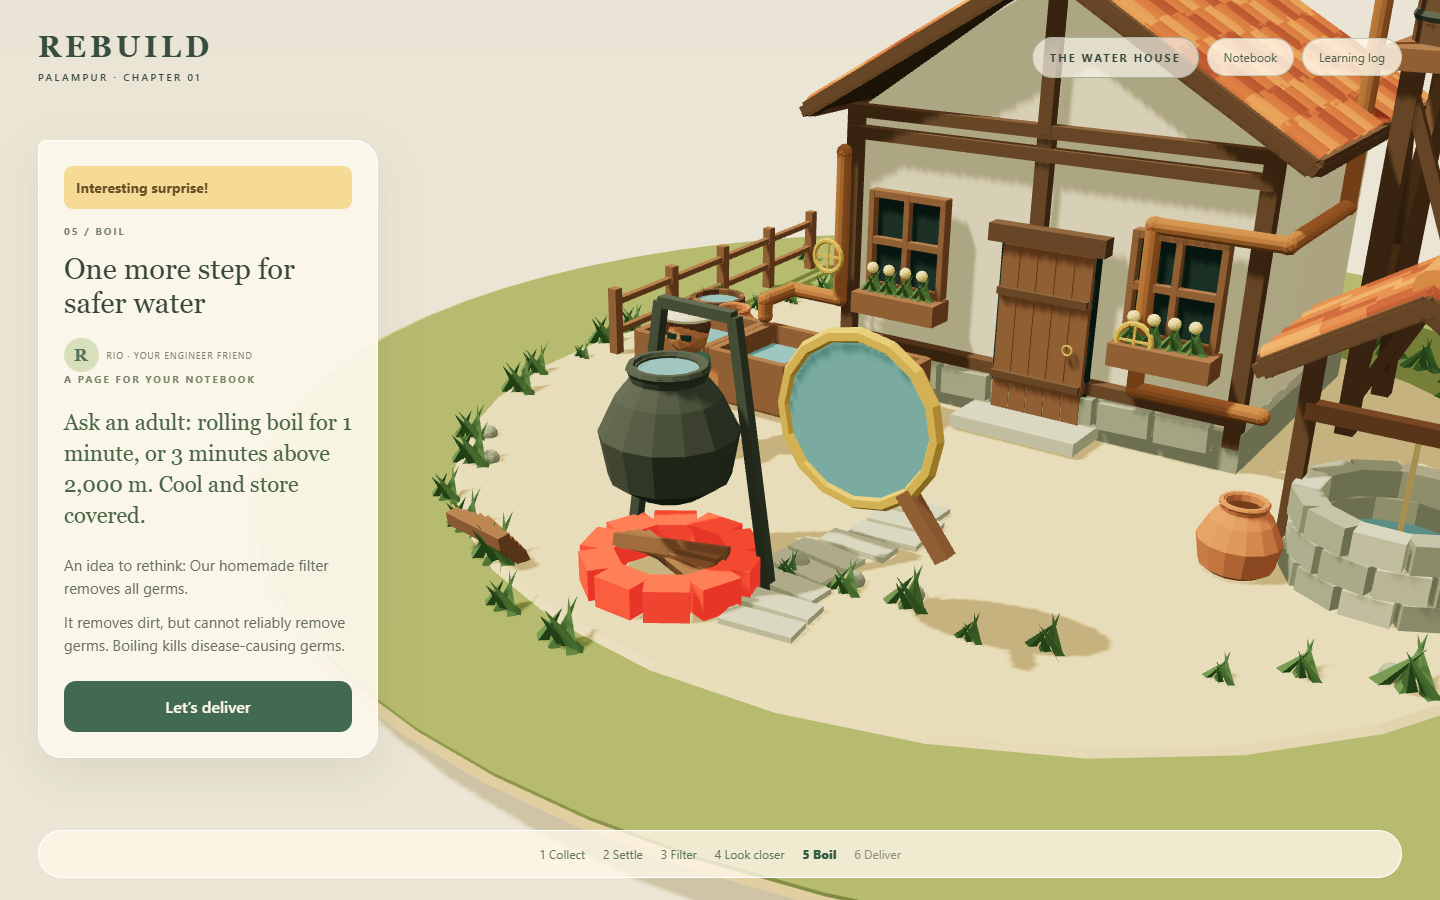 REBUILD
PALAMPUR · CHAPTER 01
THE WATER HOUSE
Notebook
Learning log
Interesting surprise!
05 / BOIL
One more step for
safer water
R
RIO · YOUR ENGINEER FRIEND
A PAGE FOR YOUR NOTEBOOK
Ask an adult: rolling boil for 1
minute, or 3 minutes above
2,000 m. Cool and store
covered.
An idea to rethink: Our homemade filter
removes all germs.
It removes dirt, but cannot reliably remove
germs. Boiling kills disease-causing germs.
Let's deliver
1 Collect 2 Settle 3 Filter 4 Look closer 5 Boil 6 Deliver